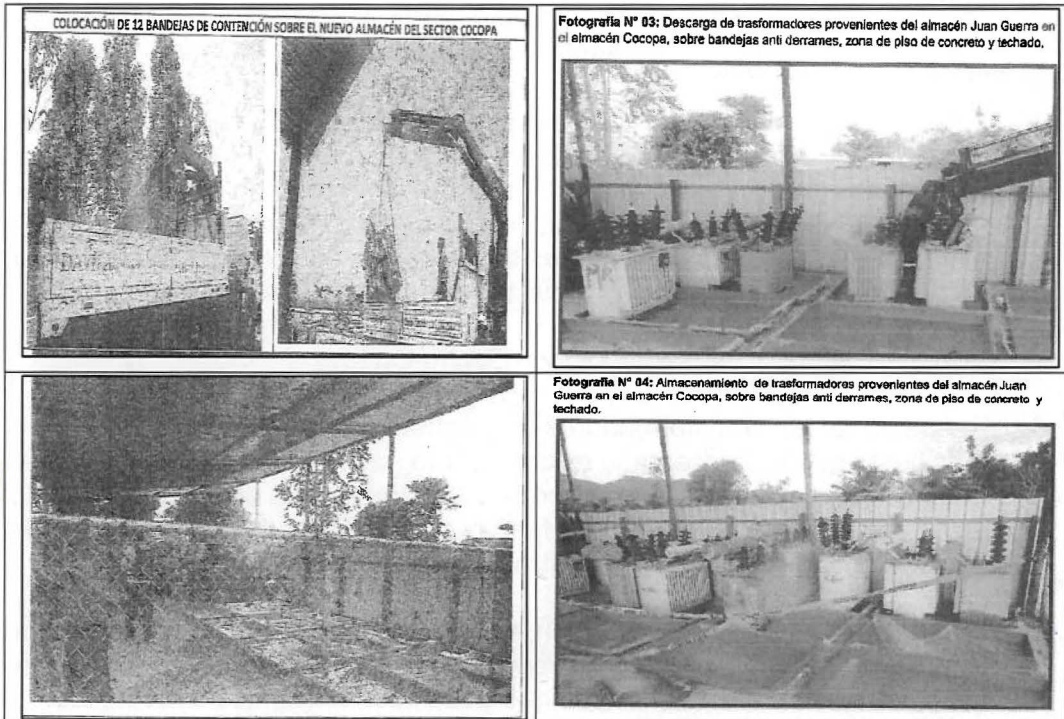 COLOCACIÓN DE 12 BANDEJAS DE CONTENCIÓN SOBRE EL NUEVO ALMACÉN DEL SECTOR COCOPA
Fotografía N° 03: Descarga de trasformadores provenientes del almacén Juan Guerra en
el almacén Cocopa, sobre bandejas anti derrames, zona de piso de concreto y techado.
MR
Fotografía N° 04: Almacenamiento de trasformadores provenientes del almacén Juan
Guerra en el almacén Cocopa, sobre bandejas anti derrames, zona de piso de concreto y
techado.